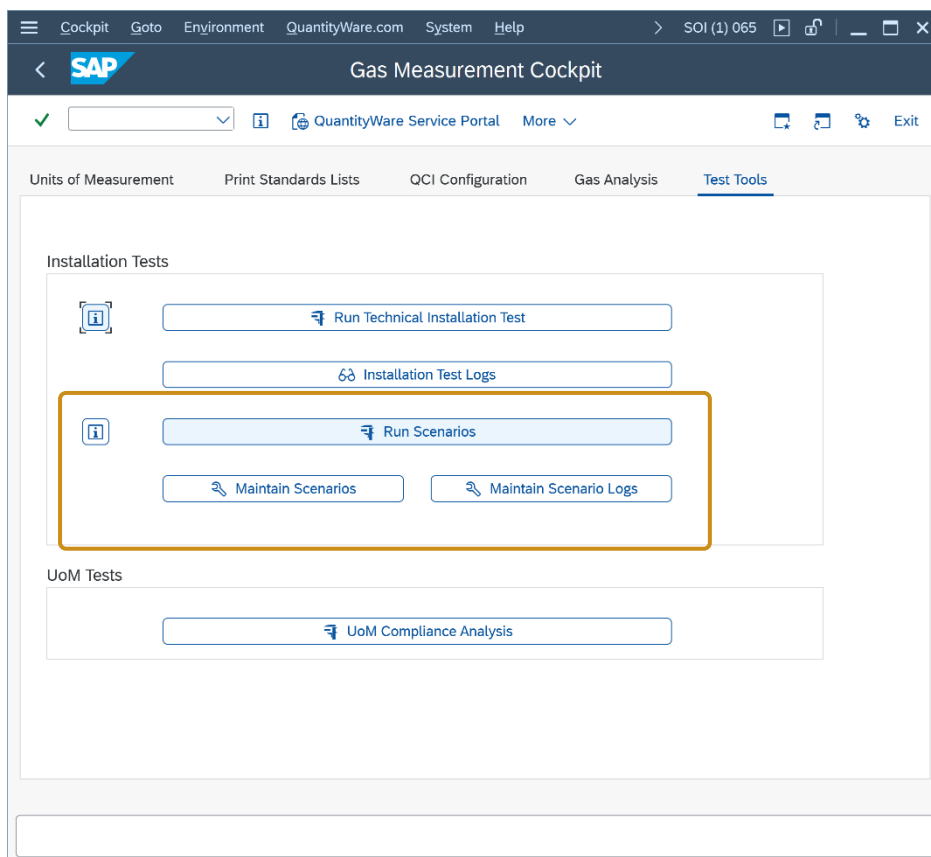 Cockpit Goto Environment QuantityWare.com System Help SOI (1) 065
SAP Gas Measurement Cockpit
QuantityWare Service Portal More Exit
Units of Measurement Print Standards Lists QCI Configuration Gas Analysis Test Tools
Installation Tests
Run Technical Installation Test
Installation Test Logs
Run Scenarios
Maintain Scenarios Maintain Scenario Logs
UoM Tests
UoM Compliance Analysis